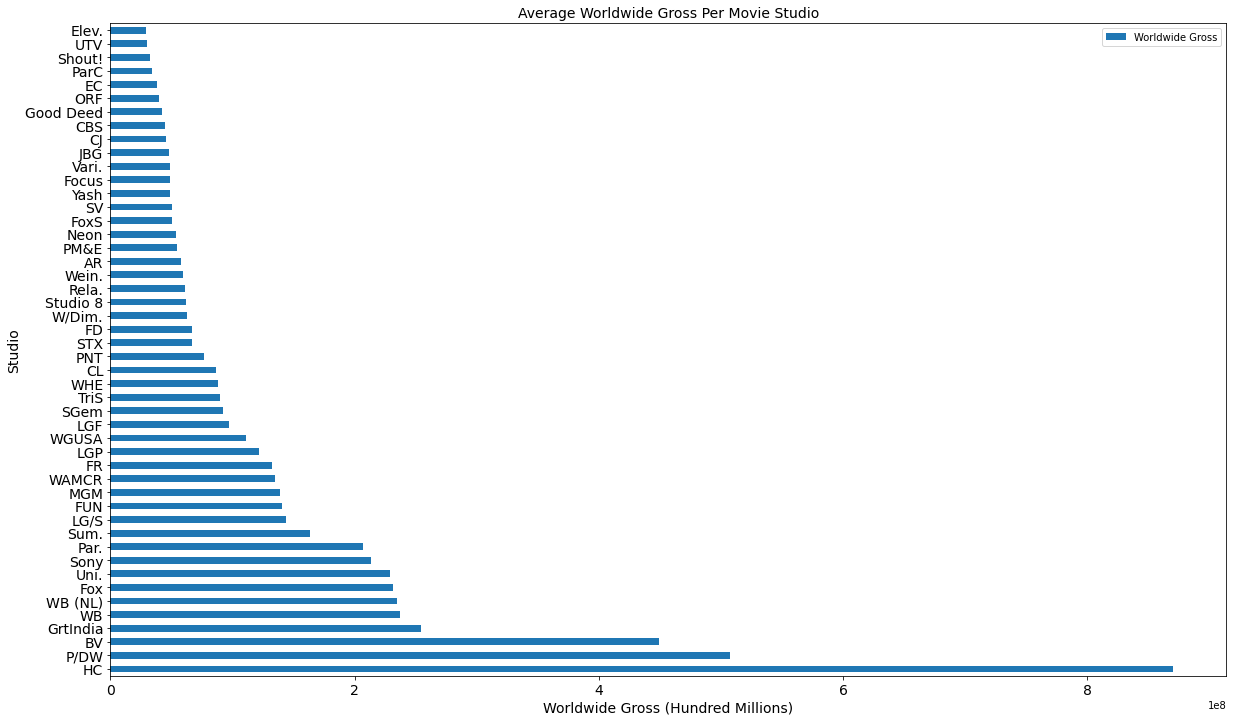 Average Worldwide Gross Per Movie Studio
Worldwide Gross
Elev.
UTV
Shout!
ParC
EC
ORF
Good Deed
CBS
CJ
JBG
Vari.
Focus
Yash
SV
FoxS
Neon
PM&E
AR
Wein.
Rela.
Studio 8
W/Dim.
FD
STX
PNT
CL
WHE
TriS
SGem
LGF
WGUSA
LGP
FR
WAMCR
MGM
FUN
LG/S
Sum.
Par.
Sony
Uni.
Fox
WB (NL)
WB
GrtIndia
BV
P/DW
HC
Studio
0 2 4 6 8
1e8
Worldwide Gross (Hundred Millions)